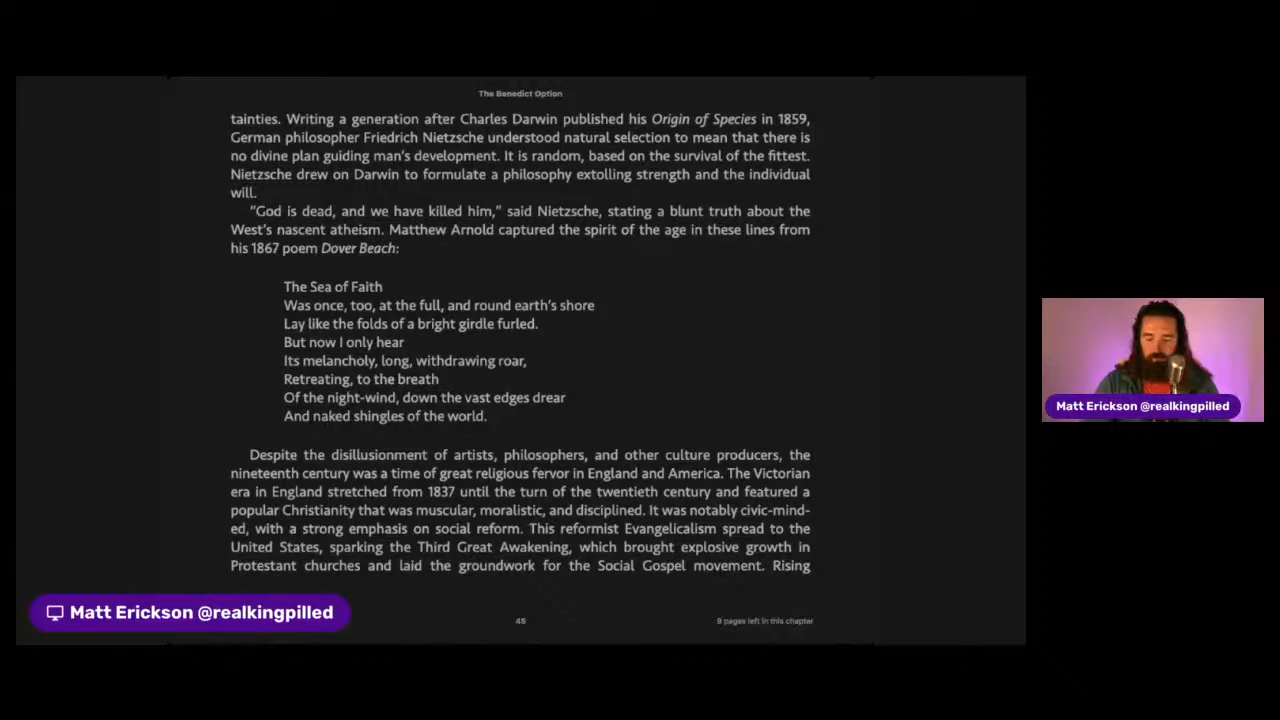 The Benedict Option
tainties. Writing a generation after Charles Darwin published his Origin of Species in 1859,
German philosopher Friedrich Nietzsche understood natural selection to mean that there is
no divine plan guiding man's development. It is random, based on the survival of the fittest.
Nietzsche drew on Darwin to formulate a philosophy extolling strength and the individual
will.
"God is dead, and we have killed him," said Nietzsche, stating a blunt truth about the
West's nascent atheism. Matthew Arnold captured the spirit of the age in these lines from
his 1867 poem Dover Beach:
The Sea of Faith
Was once, too, at the full, and round earth's shore
Lay like the folds of a bright girdle furled.
But now I only hear
Its melancholy, long, withdrawing roar,
Retreating, to the breath
Of the night-wind, down the vast edges drear
And naked shingles of the world.
Despite the disillusionment of artists, philosophers, and other culture producers, the
nineteenth century was a time of great religious fervor in England and America. The Victorian
era in England stretched from 1837 until the turn of the twentieth century and featured a
popular Christianity that was muscular, moralistic, and disciplined. It was notably civic-mind-
ed, with a strong emphasis on social reform. This reformist Evangelicalism spread to the
United States, sparking the Third Great Awakening, which brought explosive growth in
Protestant churches and laid the groundwork for the Social Gospel movement. Rising
45
9 pages left in this chapter
Matt Erickson @realkingpilled
Matt Erickson @realkingpilled